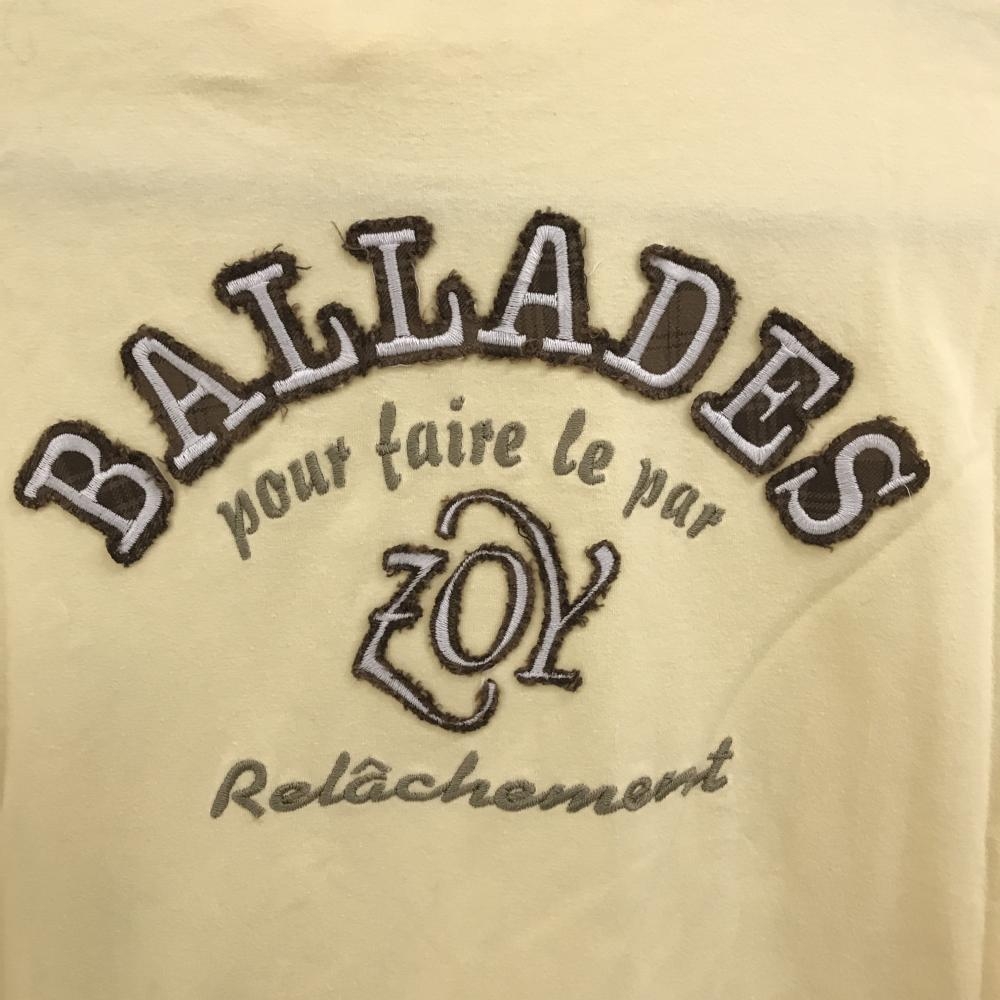 BALLADES
pour faire le par
ZOY
Relâchement